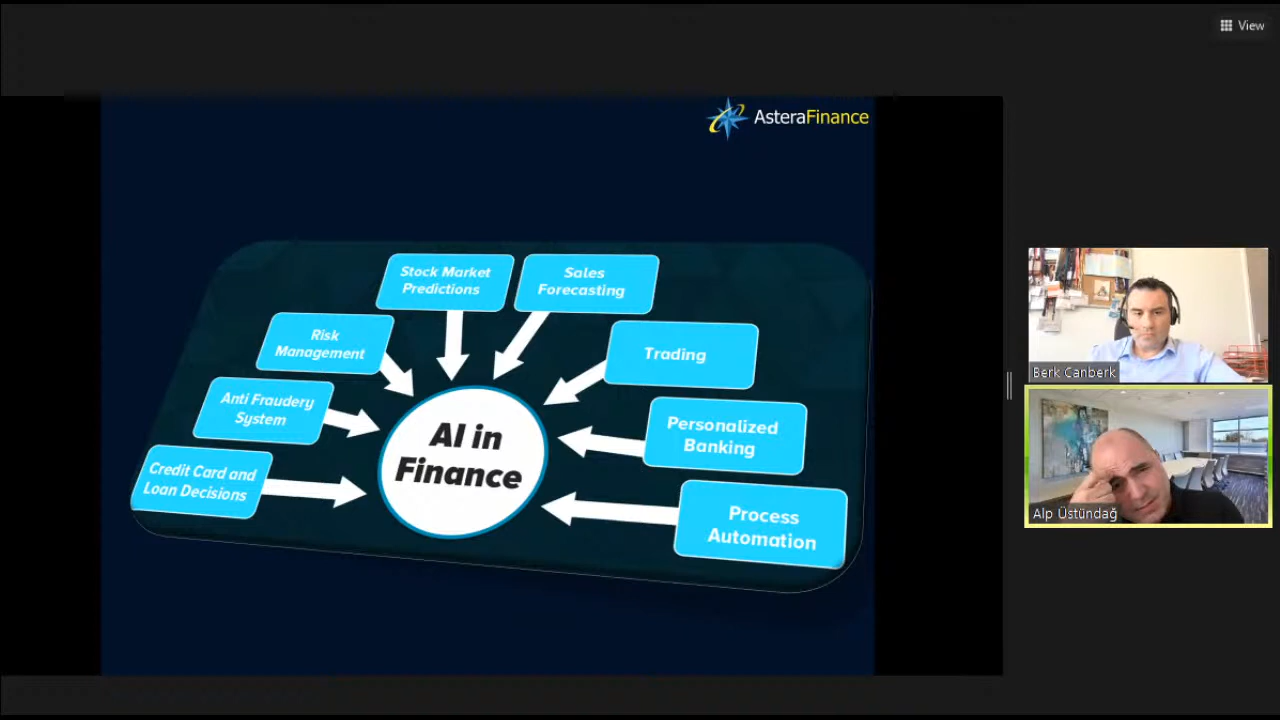 View
AsteraFinance
Stock Market
Predictions
Sales
Forecasting
Risk
Management
Trading
Anti Fraudery
System
Personalized
Banking
Credit Card and
Loan Decisions
Process
Automation
AI in
Finance
Berk Canberk
Alp Üstündağ